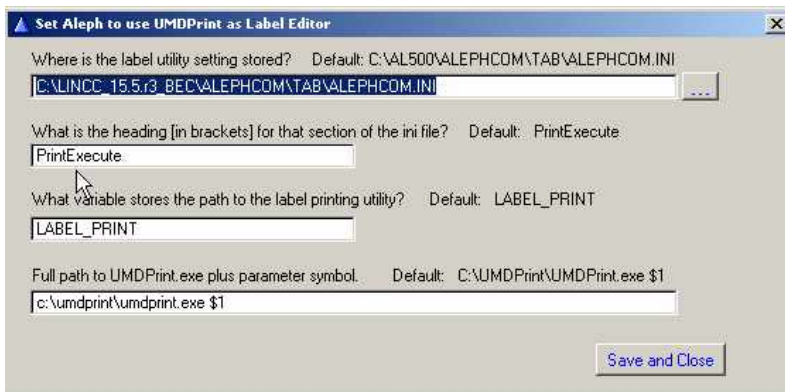 Set Aleph to use UMDPrint as Label Editor
Where is the label utility setting stored? Default: C:\AL500\ALEPHCOM\TAB\ALEPHCOM.INI
C:\LINCC_15.5.r3_BEC\ALEPHCOM\TAB\ALEPHCOM.INI
...
What is the heading [in brackets] for that section of the ini file? Default: PrintExecute
PrintExecute
What variable stores the path to the label printing utility? Default: LABEL_PRINT
LABEL_PRINT
Full path to UMDPrint.exe plus parameter symbol. Default: C:\UMDPrint\UMDPrint.exe $1
c:\umdprint\umdprint.exe $1
Save and Close